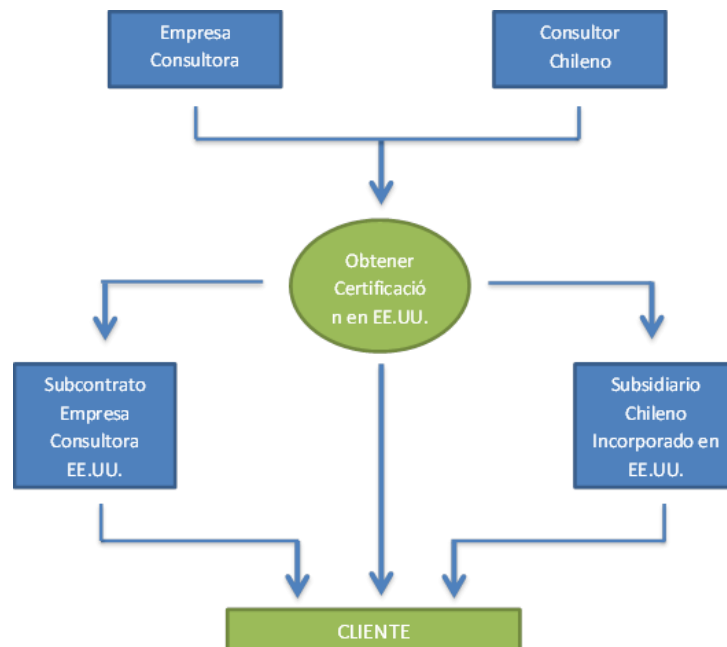 Empresa
Consultora
Consultor
Chileno
Obtener
Certificació
n en EE.UU.
Subcontrato
Empresa
Consultora
EE.UU.
Subsidiario
Chileno
Incorporado en
EE.UU.
CLIENTE